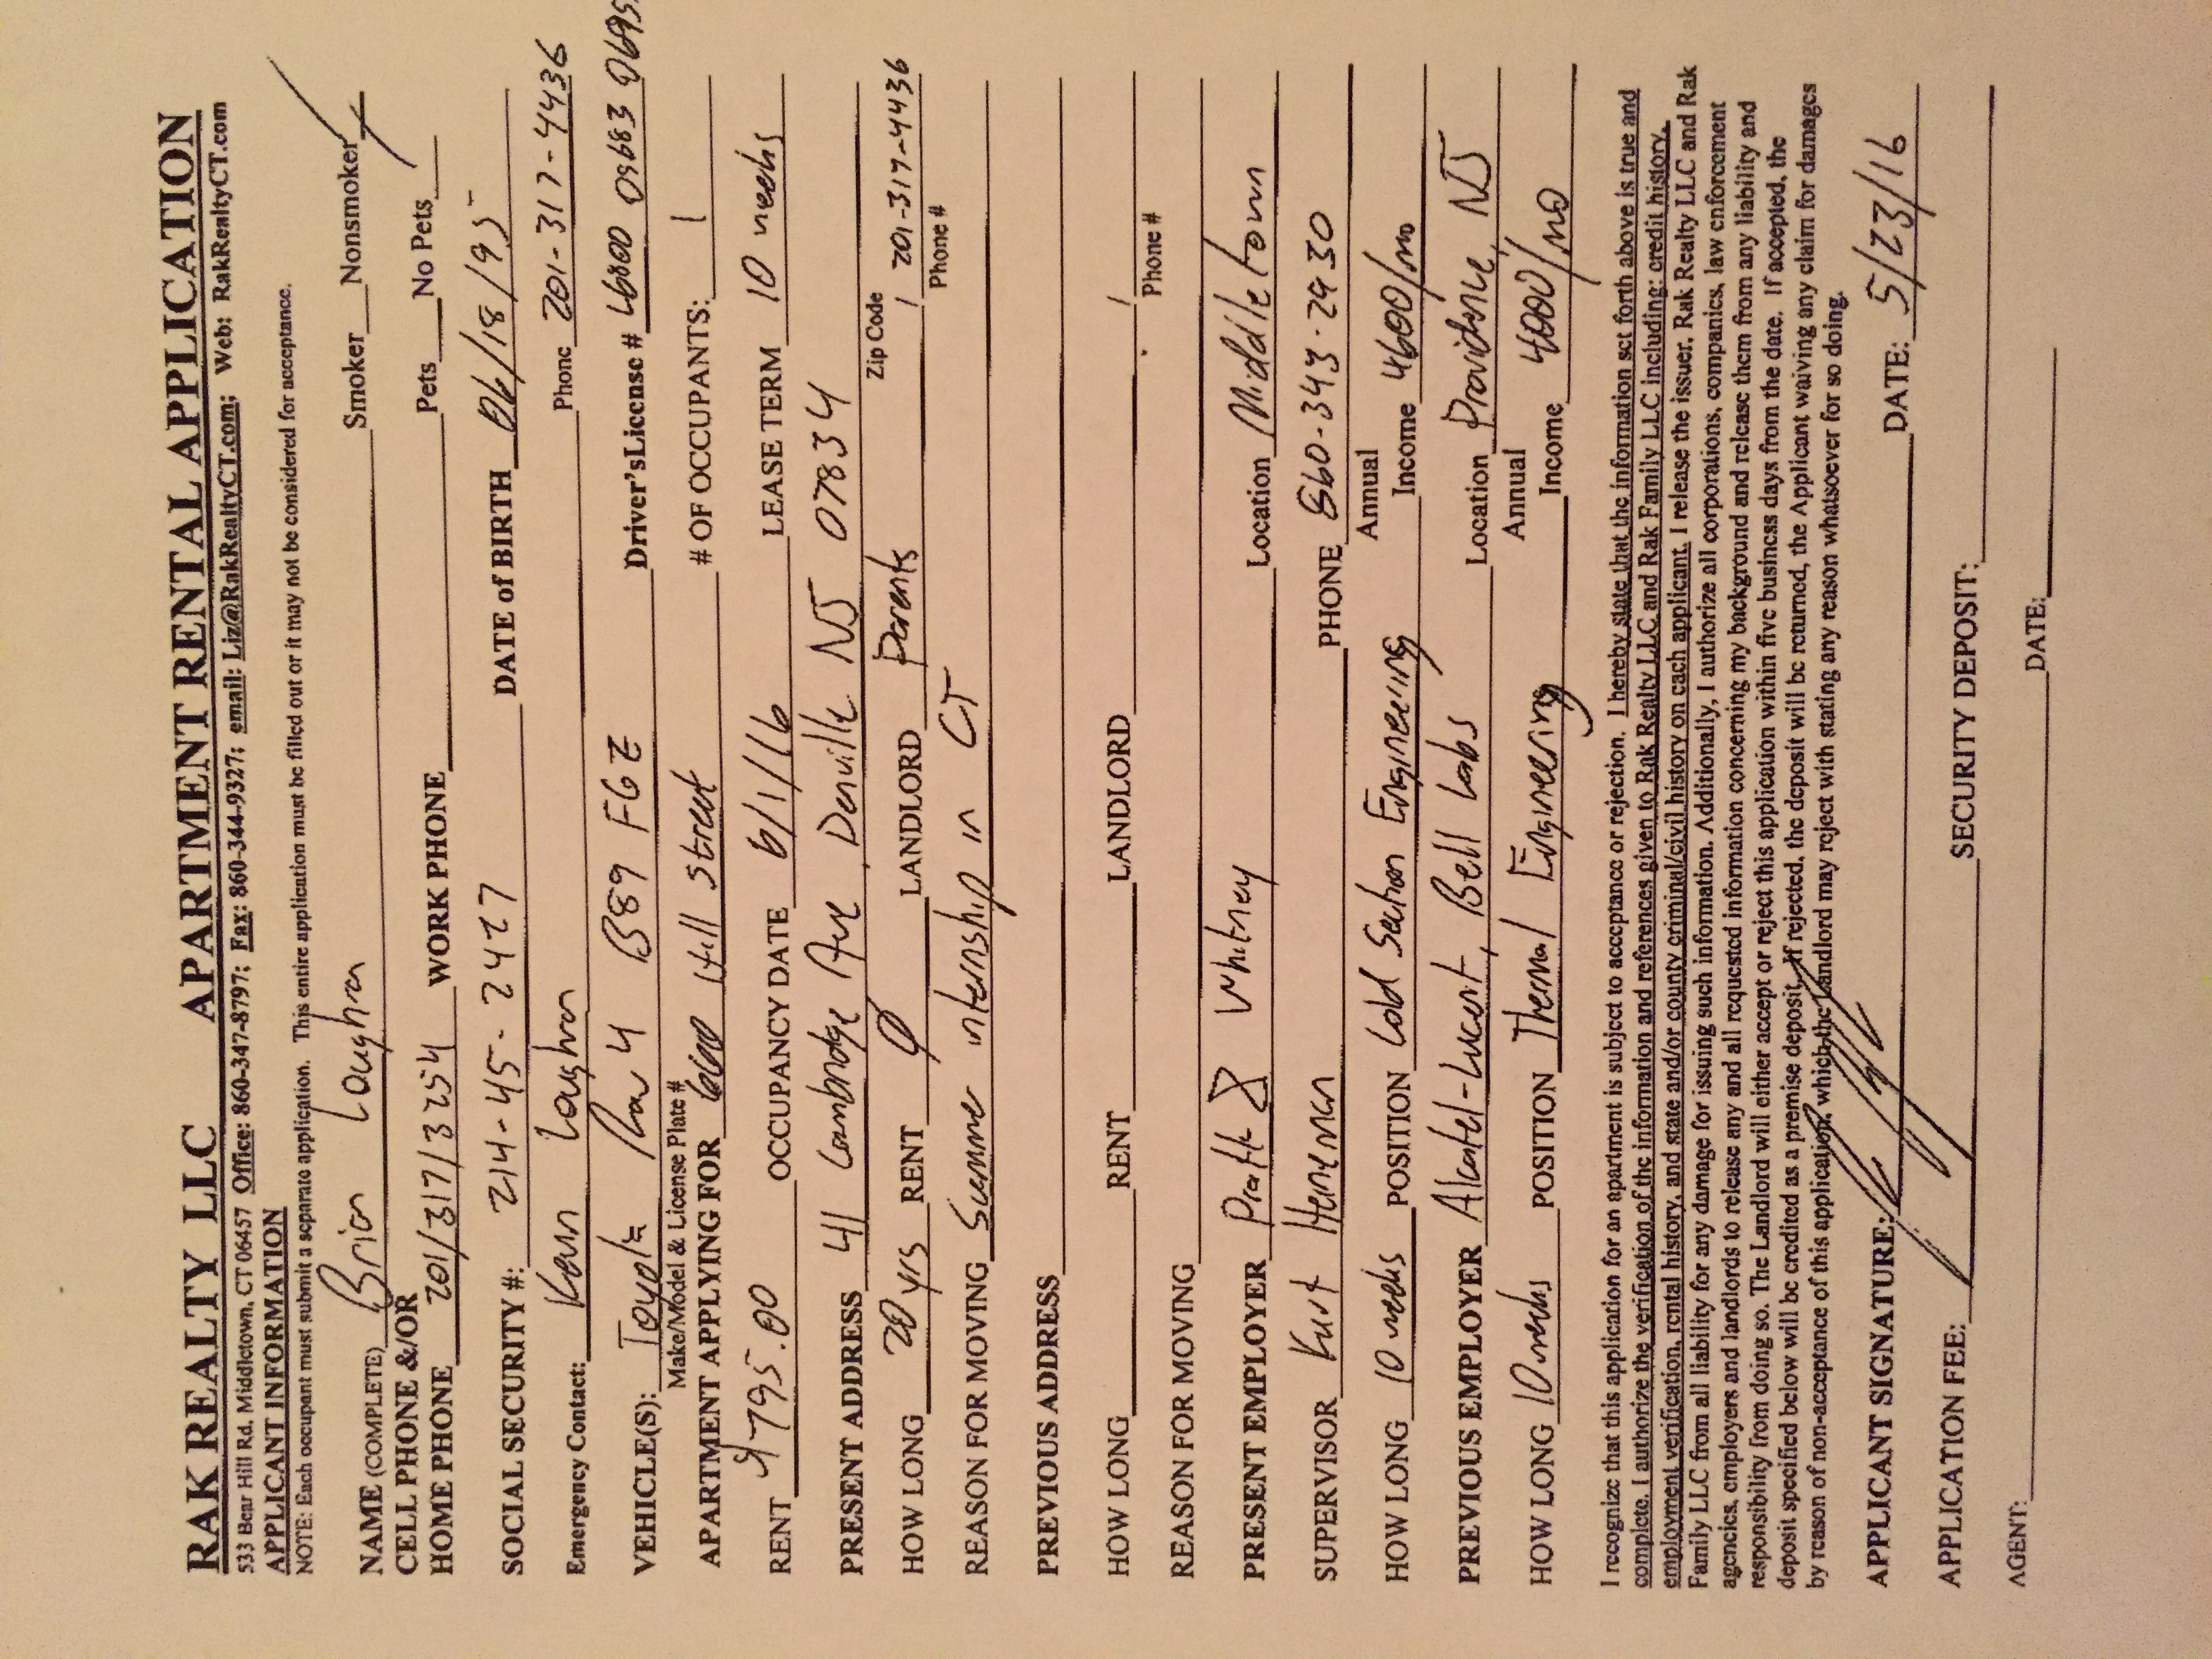 RAK REALTY LLC APARTMENT RENTAL APPLICATION
533 Bear Hill Rd, Middletown, CT 06457 Office: 860-347-8797; Fax: 860-344-9327; email: Liz@RakRealtyCT.com; Web: RakRealtyCT.com
APPLICANT INFORMATION
NOTE: Each occupant must submit a separate application. This entire application must be filled out or it may not be considered for acceptance.
NAME (COMPLETE) Brian Loughran Smoker Nonsmoker
CELL PHONE &/OR
HOME PHONE 201/317/3254 WORK PHONE Pets No Pets
SOCIAL SECURITY #: 214-45-2427 DATE of BIRTH 06/18/95
Emergency Contact: Kevin Loughran Phone 201-317-4436
VEHICLE(S): Toyota Rav 4 B89 FGE Driver's License # L6800 09683 0695
Make/Model & License Plate #
APARTMENT APPLYING FOR 660 Hill Street # OF OCCUPANTS: 1
RENT $795.00 OCCUPANCY DATE 6/1/16 LEASE TERM 10 weeks
PRESENT ADDRESS 41 Cambridge Ave, Denville NJ 07834
Zip Code
HOW LONG 20 yrs RENT Ø LANDLORD Parents / 201-317-4436
Phone #
REASON FOR MOVING Summer internship in CT
PREVIOUS ADDRESS
HOW LONG RENT LANDLORD /
Phone #
REASON FOR MOVING
PRESENT EMPLOYER Pratt & Whitney Location Middletown
SUPERVISOR Kurt Heineman PHONE 860-343-2930
HOW LONG 10 weeks POSITION Cold Section Engineering Annual Income 4600/mo
PREVIOUS EMPLOYER Alcatel-Lucent, Bell Labs Location Providence, NJ
HOW LONG 10 weeks POSITION Thermal Engineering Annual Income 4000/mo
I recognize that this application for an apartment is subject to acceptance or rejection. I hereby state that the information set forth above is true and
complete. I authorize the verification of the information and references given to Rak Realty LLC and Rak Family LLC including: credit history,
employment verification, rental history, and state and/or county criminal/civil history on each applicant. I release the issuer, Rak Realty LLC and Rak
Family LLC from all liability for any damage for issuing such information. Additionally, I authorize all corporations, companies, law enforcement
agencies, employers and landlords to release any and all requested information concerning my background and release them from any liability and
responsibility from doing so. The Landlord will either accept or reject this application within five business days from the date. If accepted, the
deposit specified below will be credited as a premise deposit. If rejected, the deposit will be returned, the Applicant waiving any claim for damages
by reason of non-acceptance of this application, which the Landlord may reject with stating any reason whatsoever for so doing.
APPLICANT SIGNATURE: DATE: 5/23/16
APPLICATION FEE: SECURITY DEPOSIT:
AGENT: DATE: